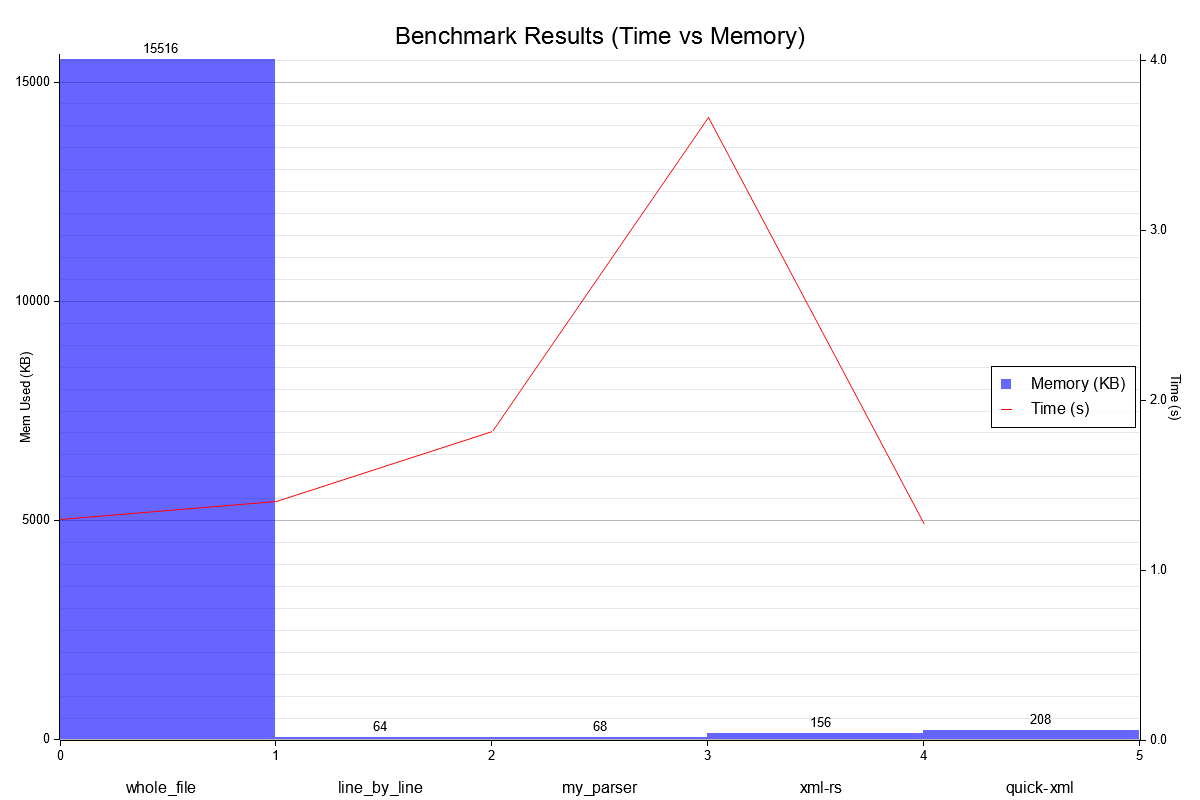 Benchmark Results (Time vs Memory)
15516
15000
10000
5000
0
Mem Used (KB)
4.0
3.0
2.0
1.0
0.0
Time (s)
Memory (KB)
Time (s)
64
68
156
208
0 1 2 3 4 5
whole_file line_by_line my_parser xml-rs quick-xml